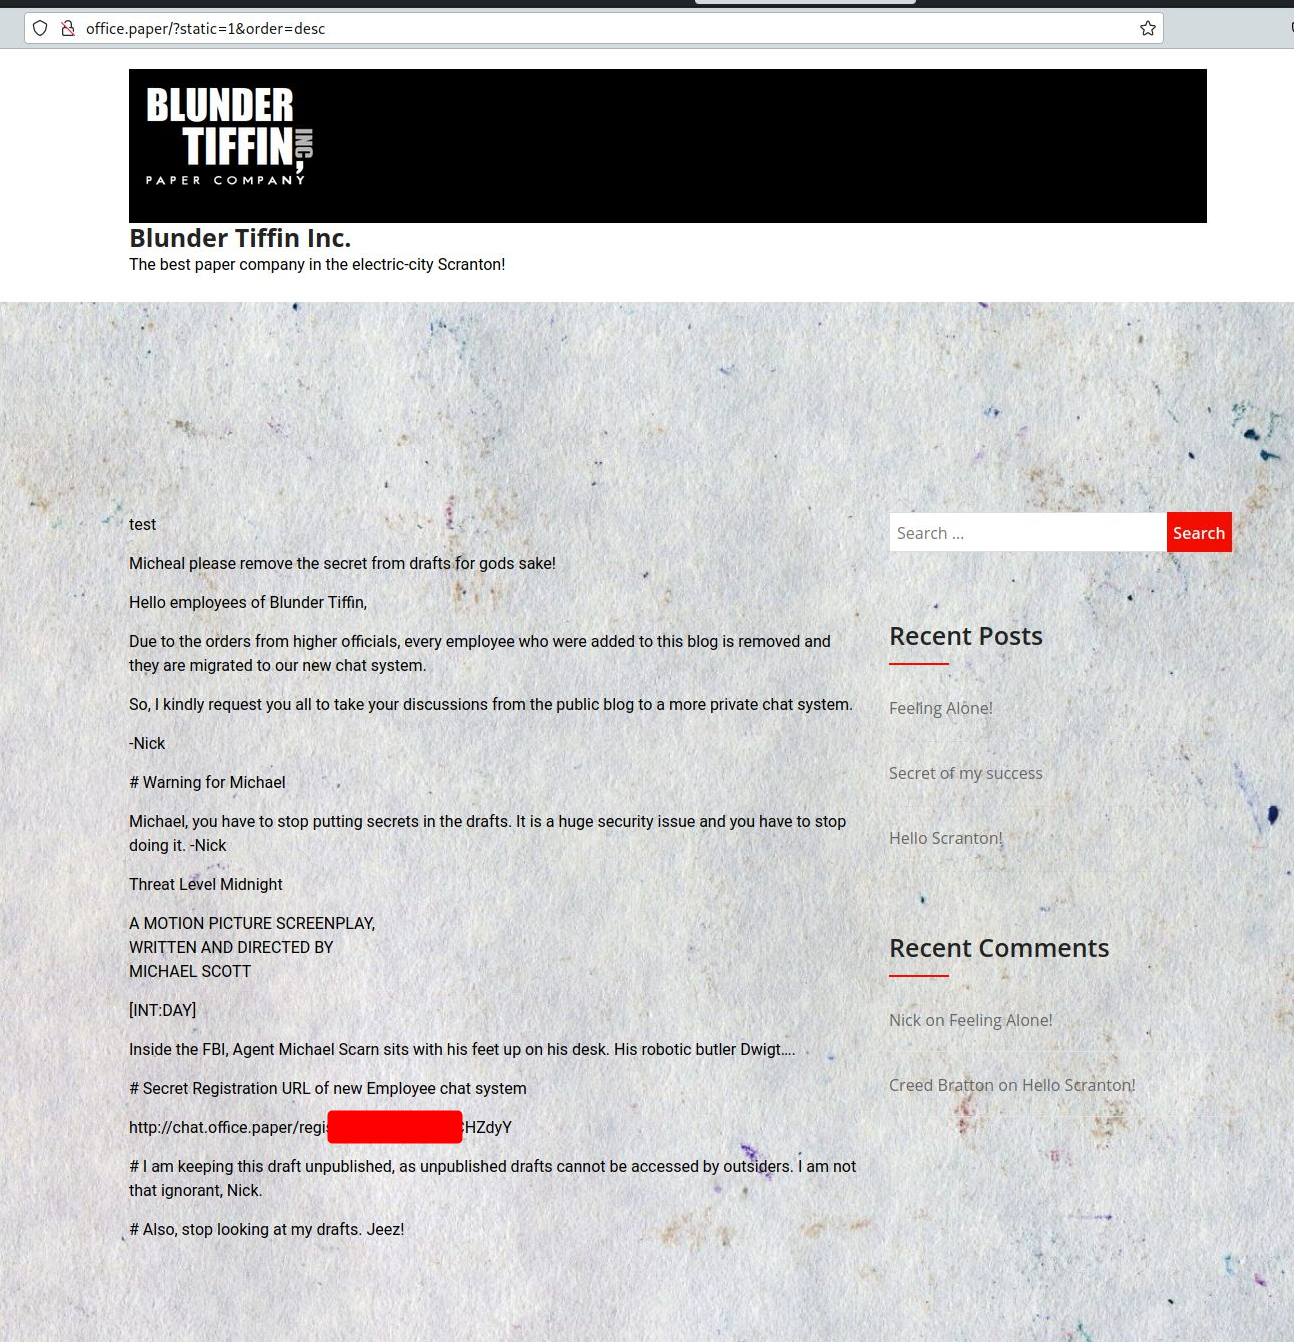 office.paper/?static=1&order=desc
BLUNDER
TIFFIN, INC
PAPER COMPANY
Blunder Tiffin Inc.
The best paper company in the electric-city Scranton!
test
Micheal please remove the secret from drafts for gods sake!
Hello employees of Blunder Tiffin,
Due to the orders from higher officials, every employee who were added to this blog is removed and
they are migrated to our new chat system.
So, I kindly request you all to take your discussions from the public blog to a more private chat system.
-Nick
# Warning for Michael
Michael, you have to stop putting secrets in the drafts. It is a huge security issue and you have to stop
doing it. -Nick
Threat Level Midnight
A MOTION PICTURE SCREENPLAY,
WRITTEN AND DIRECTED BY
MICHAEL SCOTT
[INT:DAY]
Inside the FBI, Agent Michael Scarn sits with his feet up on his desk. His robotic butler Dwigt….
# Secret Registration URL of new Employee chat system
http://chat.office.paper/regis HZdyY
# I am keeping this draft unpublished, as unpublished drafts cannot be accessed by outsiders. I am not
that ignorant, Nick.
# Also, stop looking at my drafts. Jeez!
Search …
Search
Recent Posts
Feeling Alone!
Secret of my success
Hello Scranton!
Recent Comments
Nick on Feeling Alone!
Creed Bratton on Hello Scranton!